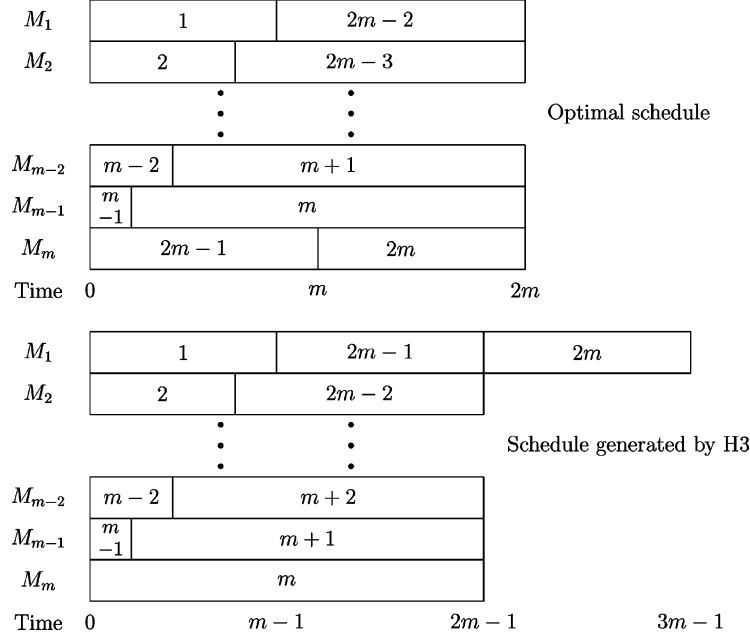 M₁ 1 2m − 2
M₂ 2 2m − 3
Optimal schedule
Mₘ₋₂ m − 2 m + 1
Mₘ₋₁ m −1 m
Mₘ 2m − 1 2m
Time 0 m 2m
M₁ 1 2m − 1 2m
M₂ 2 2m − 2
Schedule generated by H3
Mₘ₋₂ m − 2 m + 2
Mₘ₋₁ m −1 m + 1
Mₘ m
Time 0 m − 1 2m − 1 3m − 1